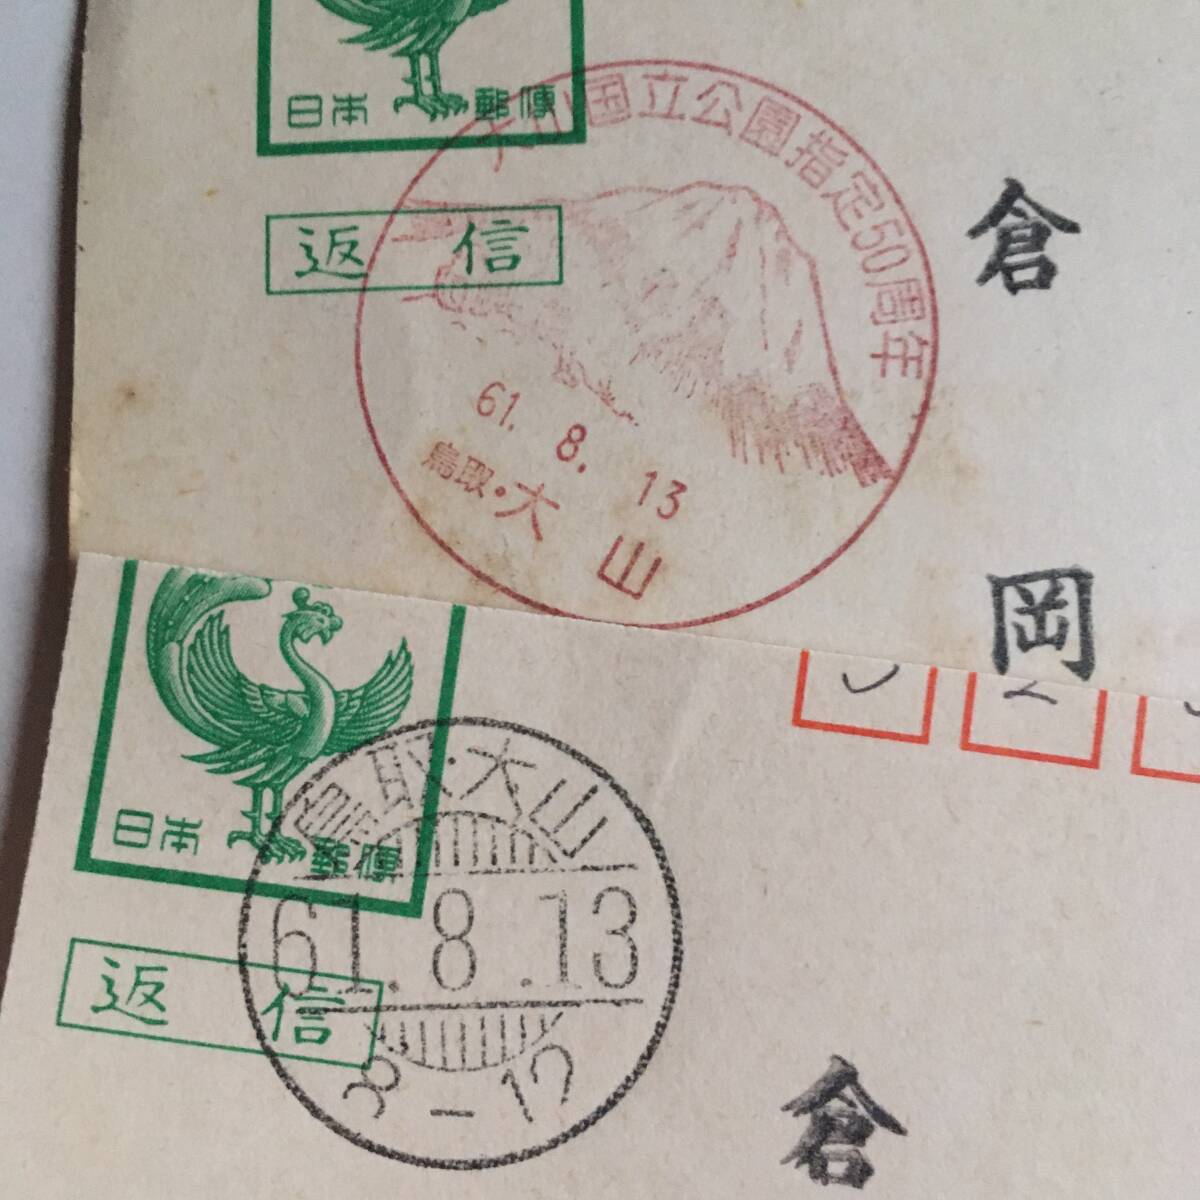 日本郵便
大山国立公園指定50周年
返信
61. 8. 13
鳥取・大山
倉
岡
日本郵便
鳥取・大山
61.8.13
8-12
返信
倉